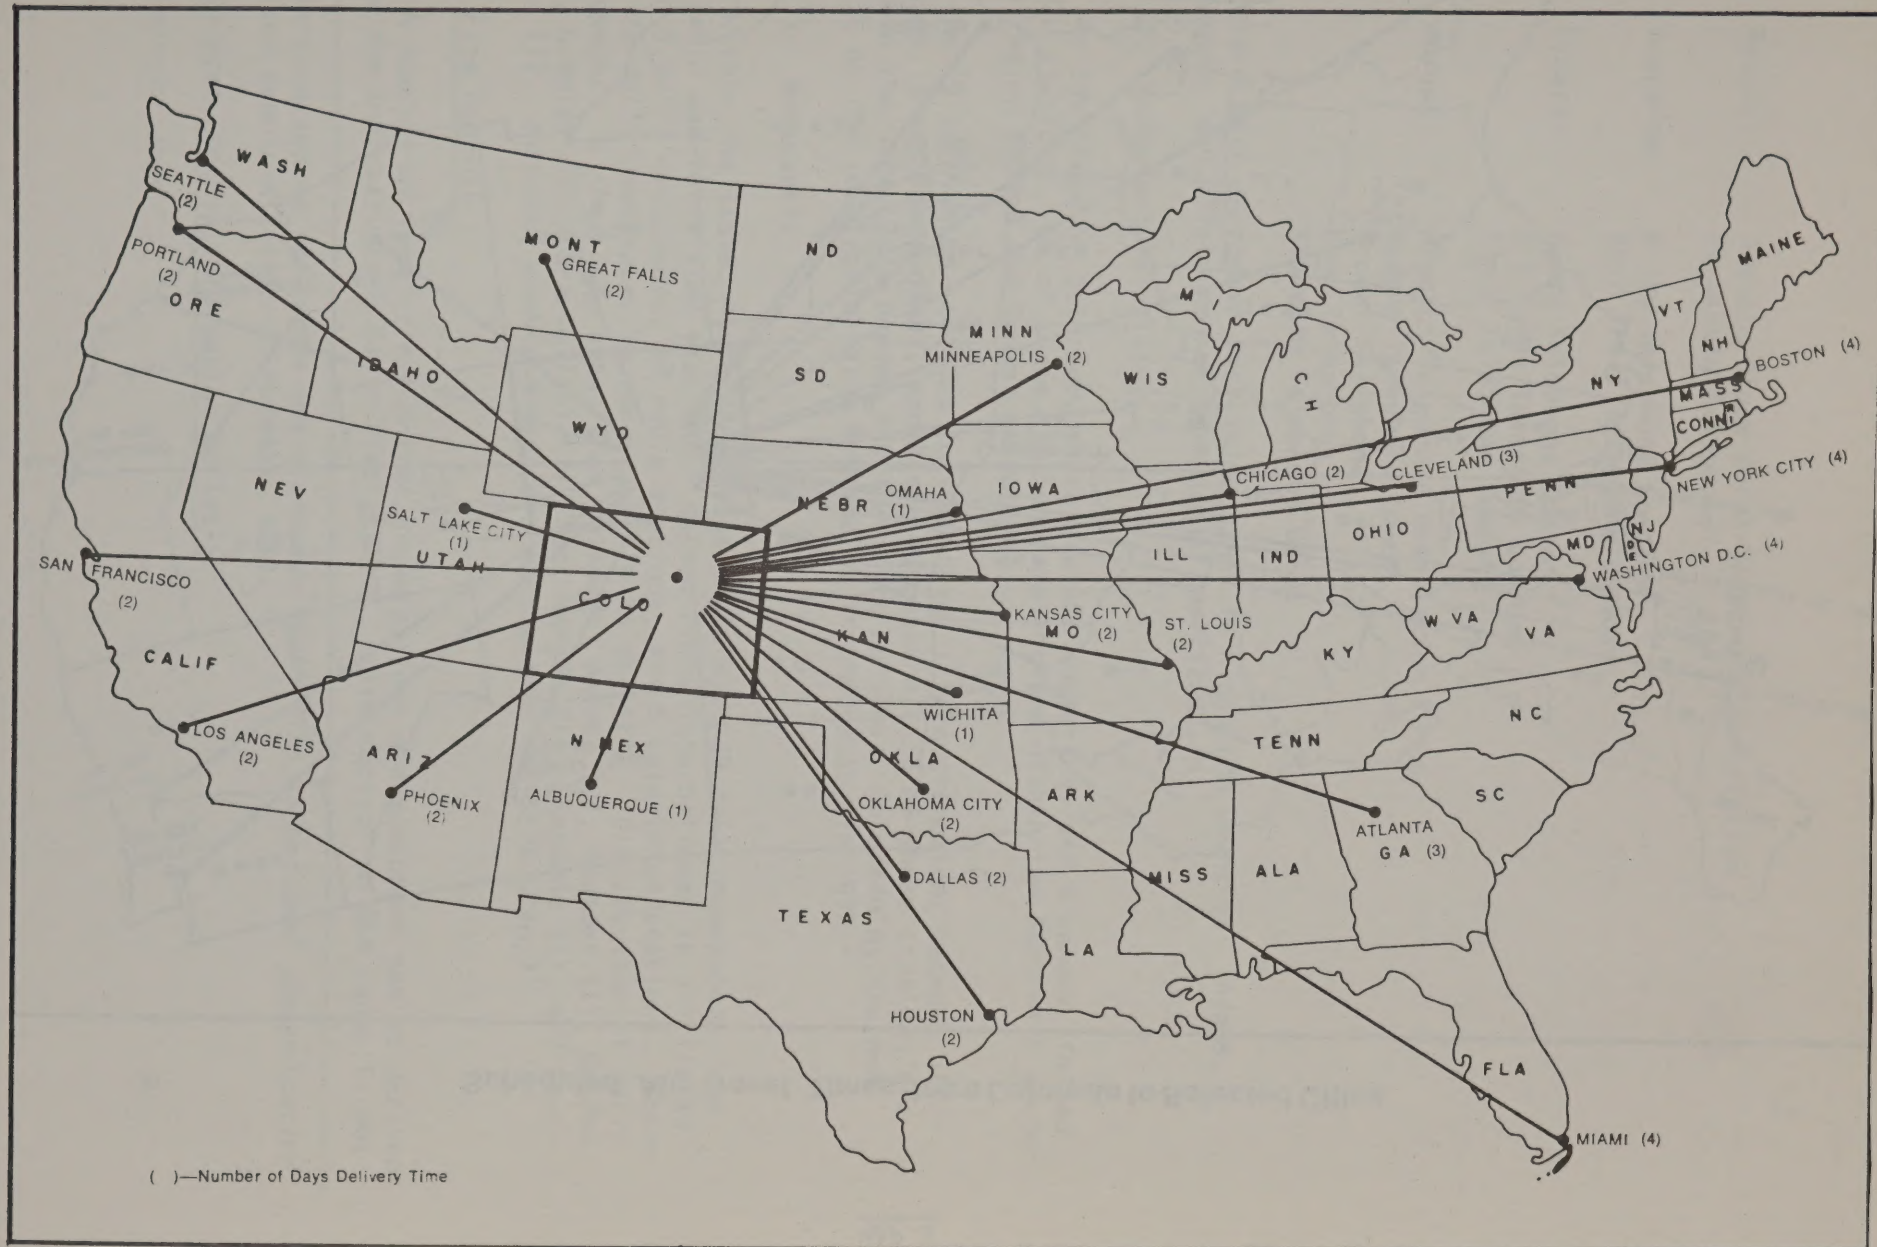 WASH
SEATTLE
(2)
PORTLAND
(2)
ORE
IDAHO
MONT
GREAT FALLS
(2)
ND
SD
MINN
MINNEAPOLIS (2)
WIS
MI
CH
WYO
NEBR
OMAHA
(1)
IOWA
CHICAGO (2)
CLEVELAND (3)
NY
VT
NH
MAINE
MASS
BOSTON (4)
CONN
RI
NEW YORK CITY (4)
PENN
NJ
MD
DE
WASHINGTON D.C. (4)
NEV
SALT LAKE CITY
(1)
UTAH
SAN FRANCISCO
(2)
CALIF
COLO
KAN
KANSAS CITY
MO (2)
ST. LOUIS
(2)
ILL
IND
OHIO
W VA
VA
KY
LOS ANGELES
(2)
ARIZ
PHOENIX
(2)
N MEX
ALBUQUERQUE (1)
WICHITA
(1)
OKLA
OKLAHOMA CITY
(2)
ARK
TENN
NC
SC
ATLANTA
GA (3)
DALLAS (2)
TEXAS
MISS
ALA
LA
HOUSTON
(2)
FLA
MIAMI (4)
( )—Number of Days Delivery Time